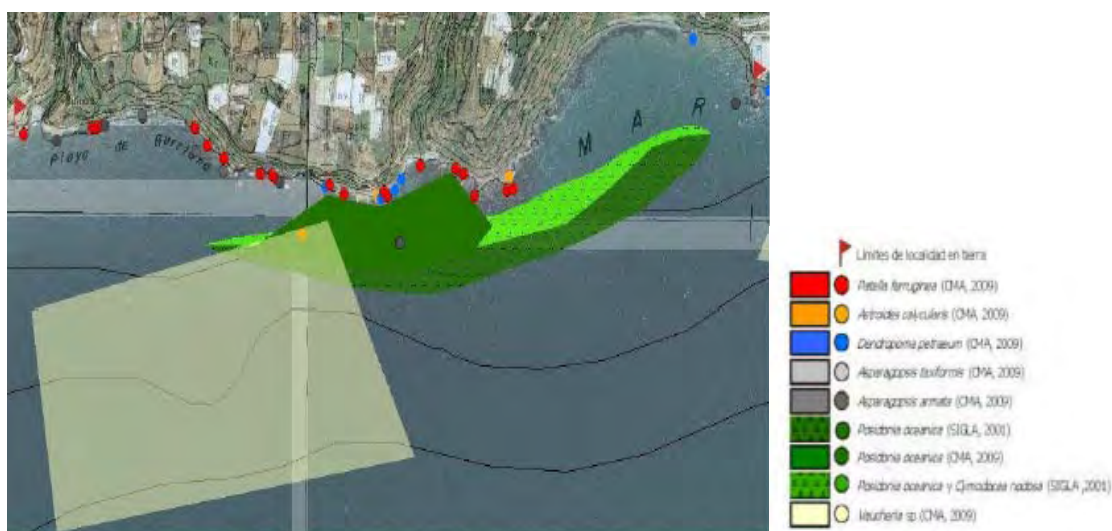 Playa de Burriana
M A R
Límites de localidad en tierra
Patella ferruginea (CMA, 2009)
Astroides calycularis (CMA, 2009)
Dendropoma petraeum (CMA, 2009)
Asparagopsis taxiformis (CMA, 2009)
Asparagopsis armata (CMA, 2009)
Posidonia oceanica (SIGLA, 2001)
Posidonia oceanica (CMA, 2009)
Posidonia oceanica y Cymodocea nodosa (SIGLA, 2001)
Vaucheria sp (CMA, 2009)